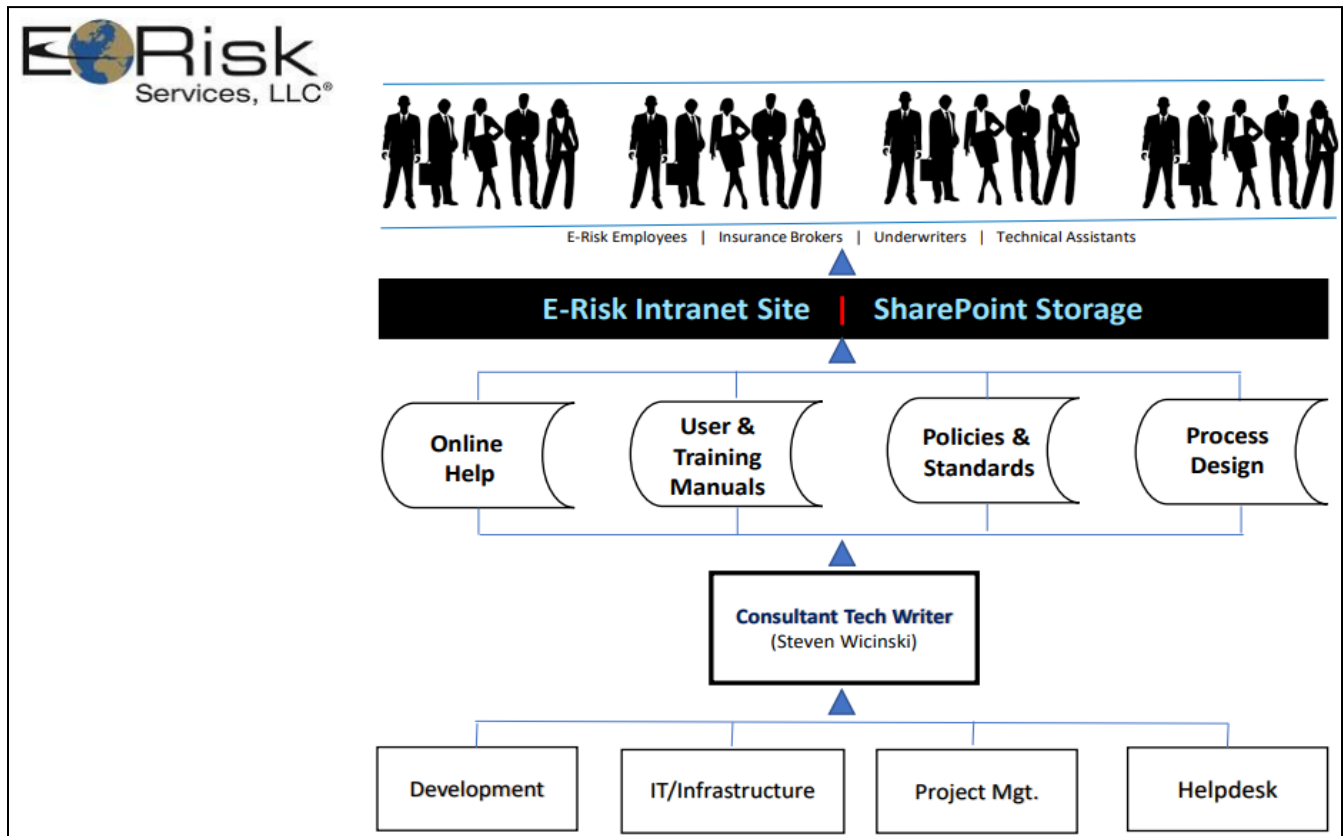 E Risk
Services, LLC®
E-Risk Employees | Insurance Brokers | Underwriters | Technical Assistants
E-Risk Intranet Site | SharePoint Storage
Online
Help
User &
Training
Manuals
Policies &
Standards
Process
Design
Consultant Tech Writer
(Steven Wicinski)
Development
IT/Infrastructure
Project Mgt.
Helpdesk